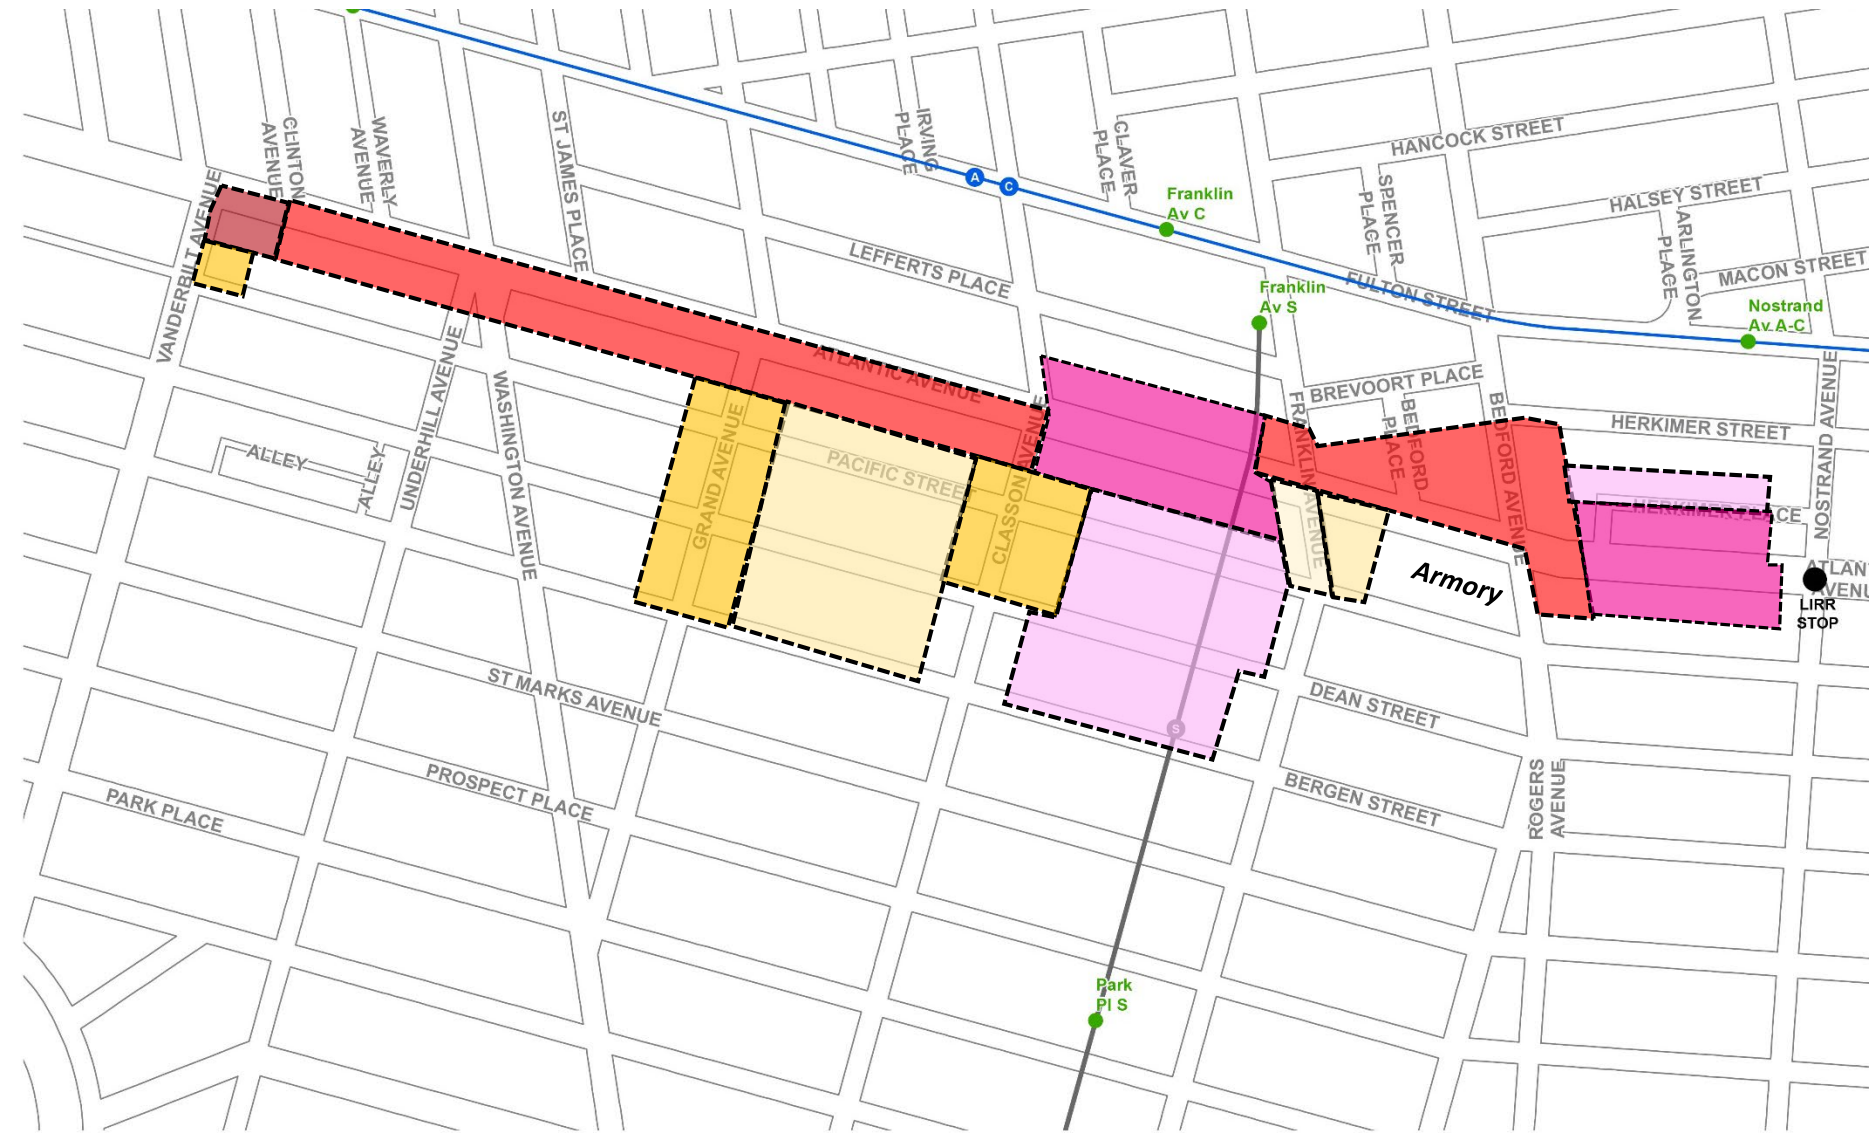 CLINTON
AVENUE
WAVERLY
AVENUE
ST JAMES PLACE
IRVING
PLACE
CLAVER
PLACE
HANCOCK STREET
SPENCER
PLACE
HALSEY STREET
ARLINGTON
PLACE
MACON STREET
A
C
Franklin
Av C
VANDERBILT AVENUE
LEFFERTS PLACE
Franklin
Av S
FULTON STREET
Nostrand
Av A-C
UNDERHILL AVENUE
WASHINGTON AVENUE
ATLANTIC AVENUE
BREVOORT PLACE
FRANKLIN AVENUE
BEDFORD
PLACE
BEDFORD AVENUE
HERKIMER STREET
NOSTRAND AVENUE
ALLEY
ALLEY
GRAND AVENUE
PACIFIC STREET
CLASSON AVENUE
HERKIMER PLACE
Armory
ATLAN
AVENU
LIRR
STOP
ST MARKS AVENUE
S
DEAN STREET
PROSPECT PLACE
PARK PLACE
BERGEN STREET
ROGERS
AVENUE
Park
Pl S